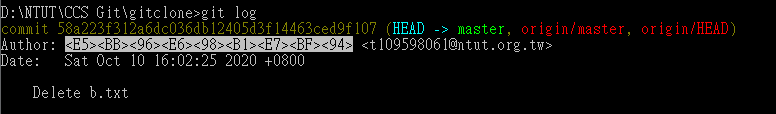 D:\NTUT\CCS Git\gitclone>git log
commit 58a223f312a6dc036db12405d3f14463ced9f107 (HEAD -> master, origin/master, origin/HEAD)
Author: <E5><BB><96><E6><98><B1><E7><BF><94> <t109598061@ntut.org.tw>
Date:   Sat Oct 10 16:02:25 2020 +0800
Delete b.txt